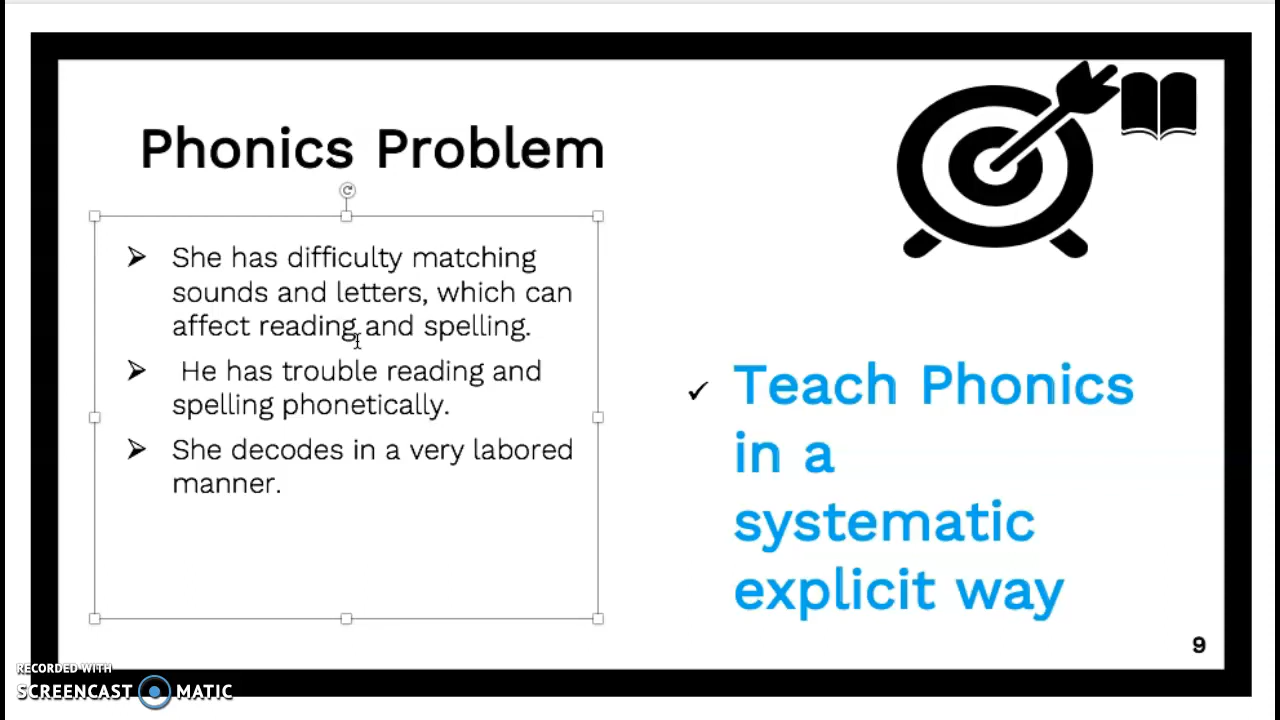 Phonics Problem
➢ She has difficulty matching
sounds and letters, which can
affect reading and spelling.
➢ He has trouble reading and
spelling phonetically.
➢ She decodes in a very labored
manner.
✓ Teach Phonics
in a
systematic
explicit way
9
RECORDED WITH
SCREENCAST MATIC